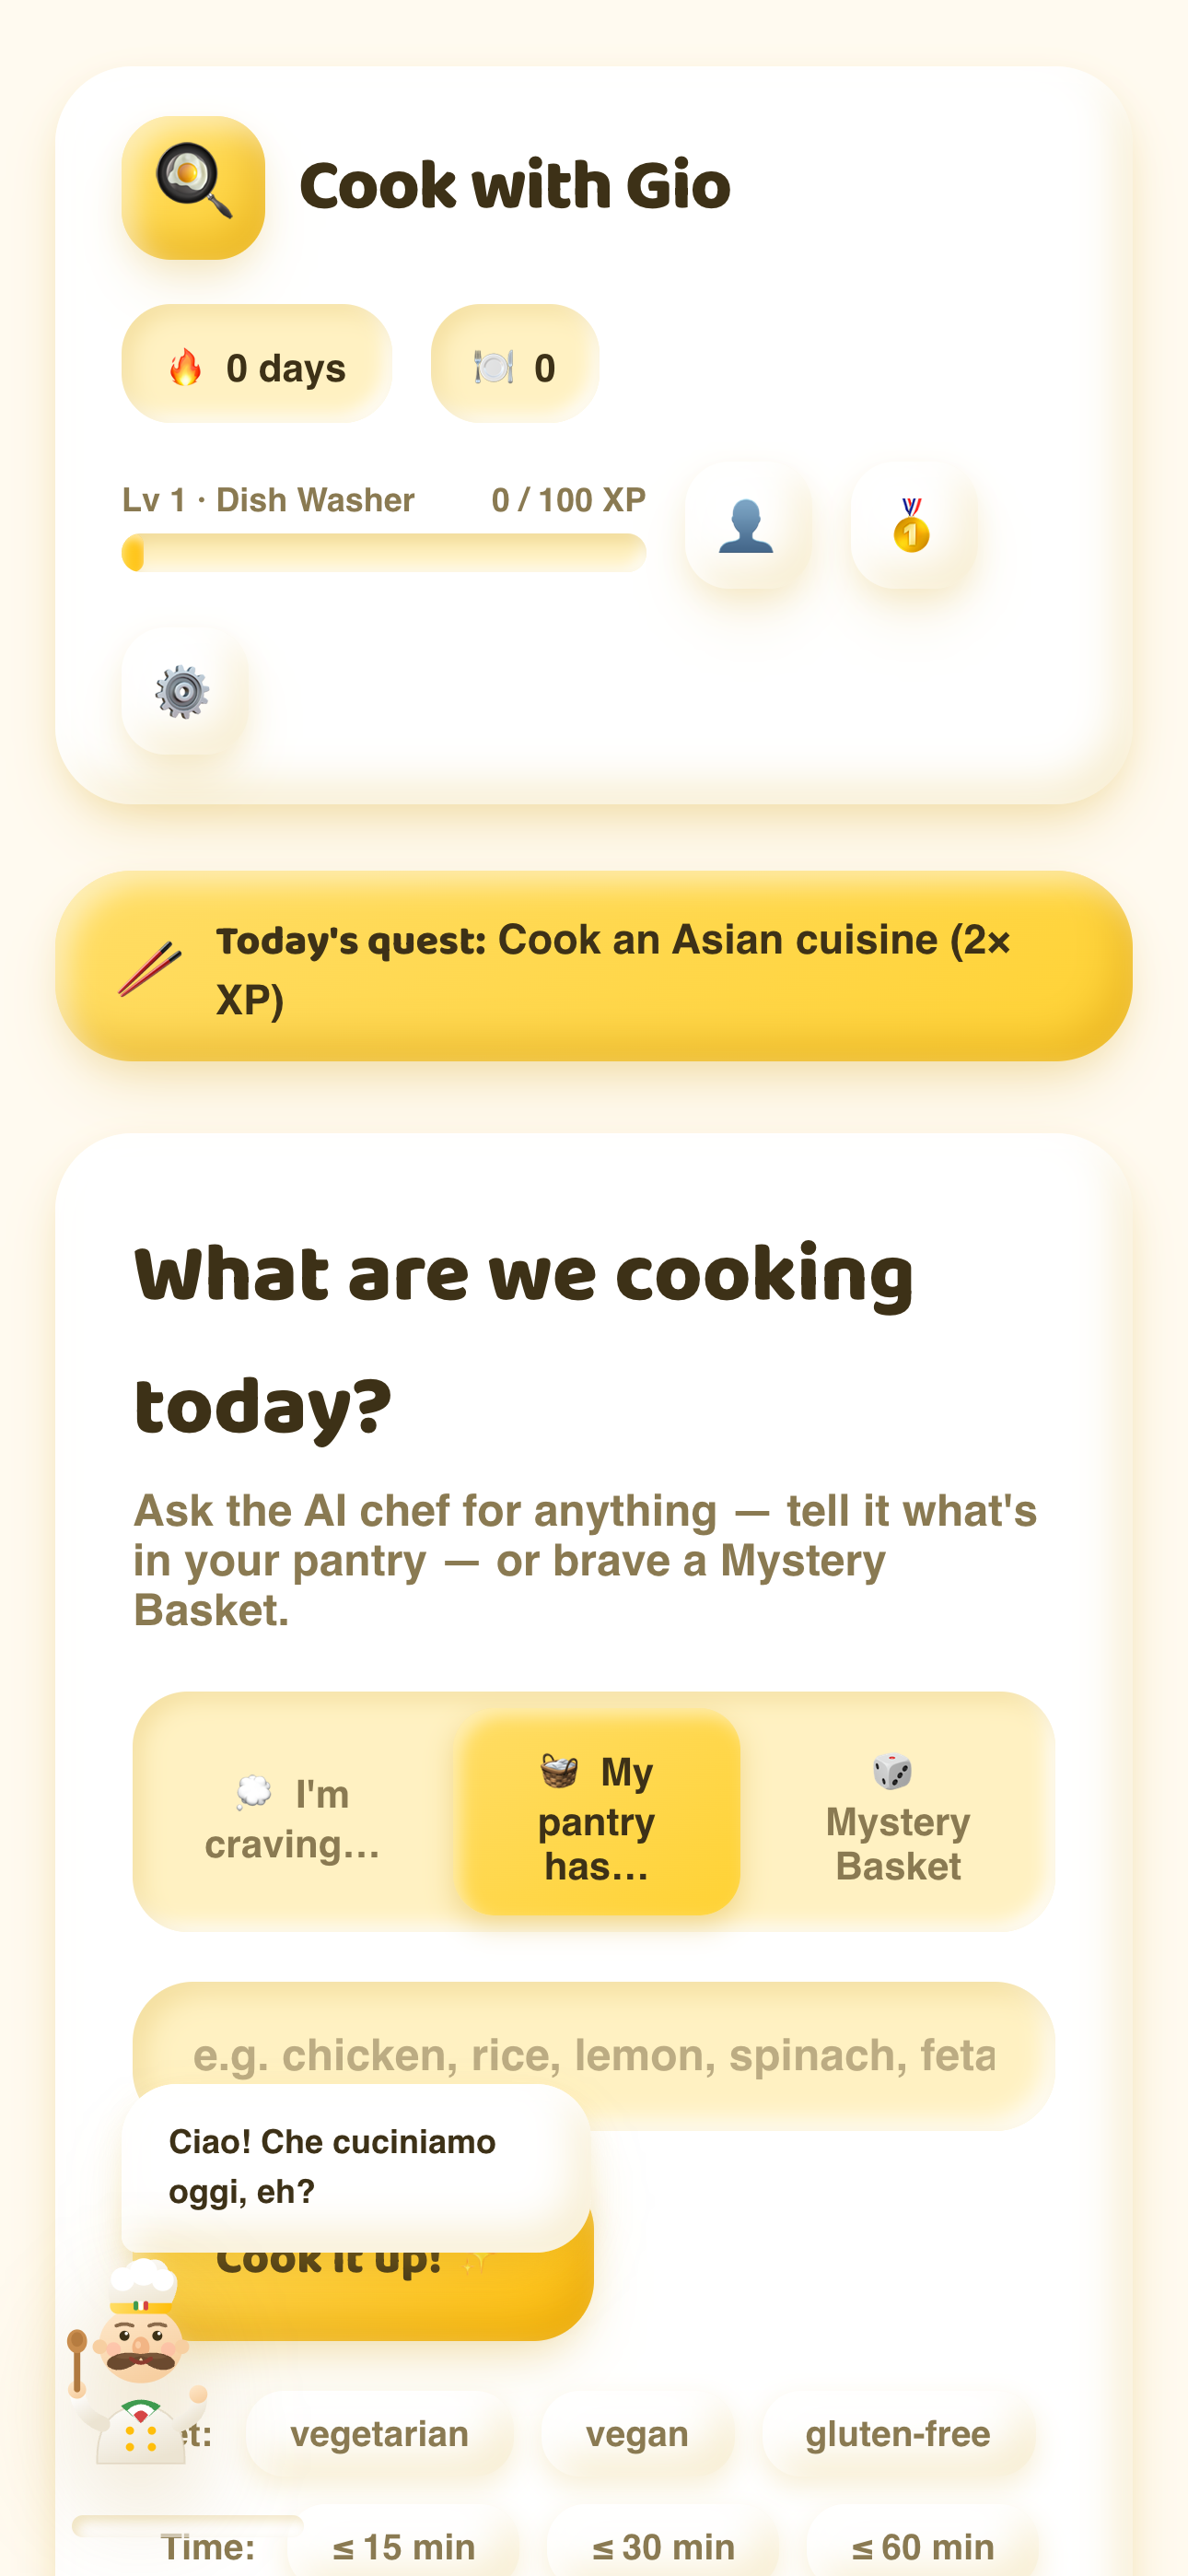 Cook with Gio
0 days
0
Lv 1 · Dish Washer 0 / 100 XP
Today's quest: Cook an Asian cuisine (2×
XP)
What are we cooking
today?
Ask the AI chef for anything — tell it what's
in your pantry — or brave a Mystery
Basket.
I'm
craving...
My
pantry
has...
Mystery
Basket
e.g. chicken, rice, lemon, spinach, feta
Ciao! Che cuciniamo
oggi, eh?
Cook it up!
vegetarian vegan gluten-free
Time: ≤ 15 min ≤ 30 min ≤ 60 min